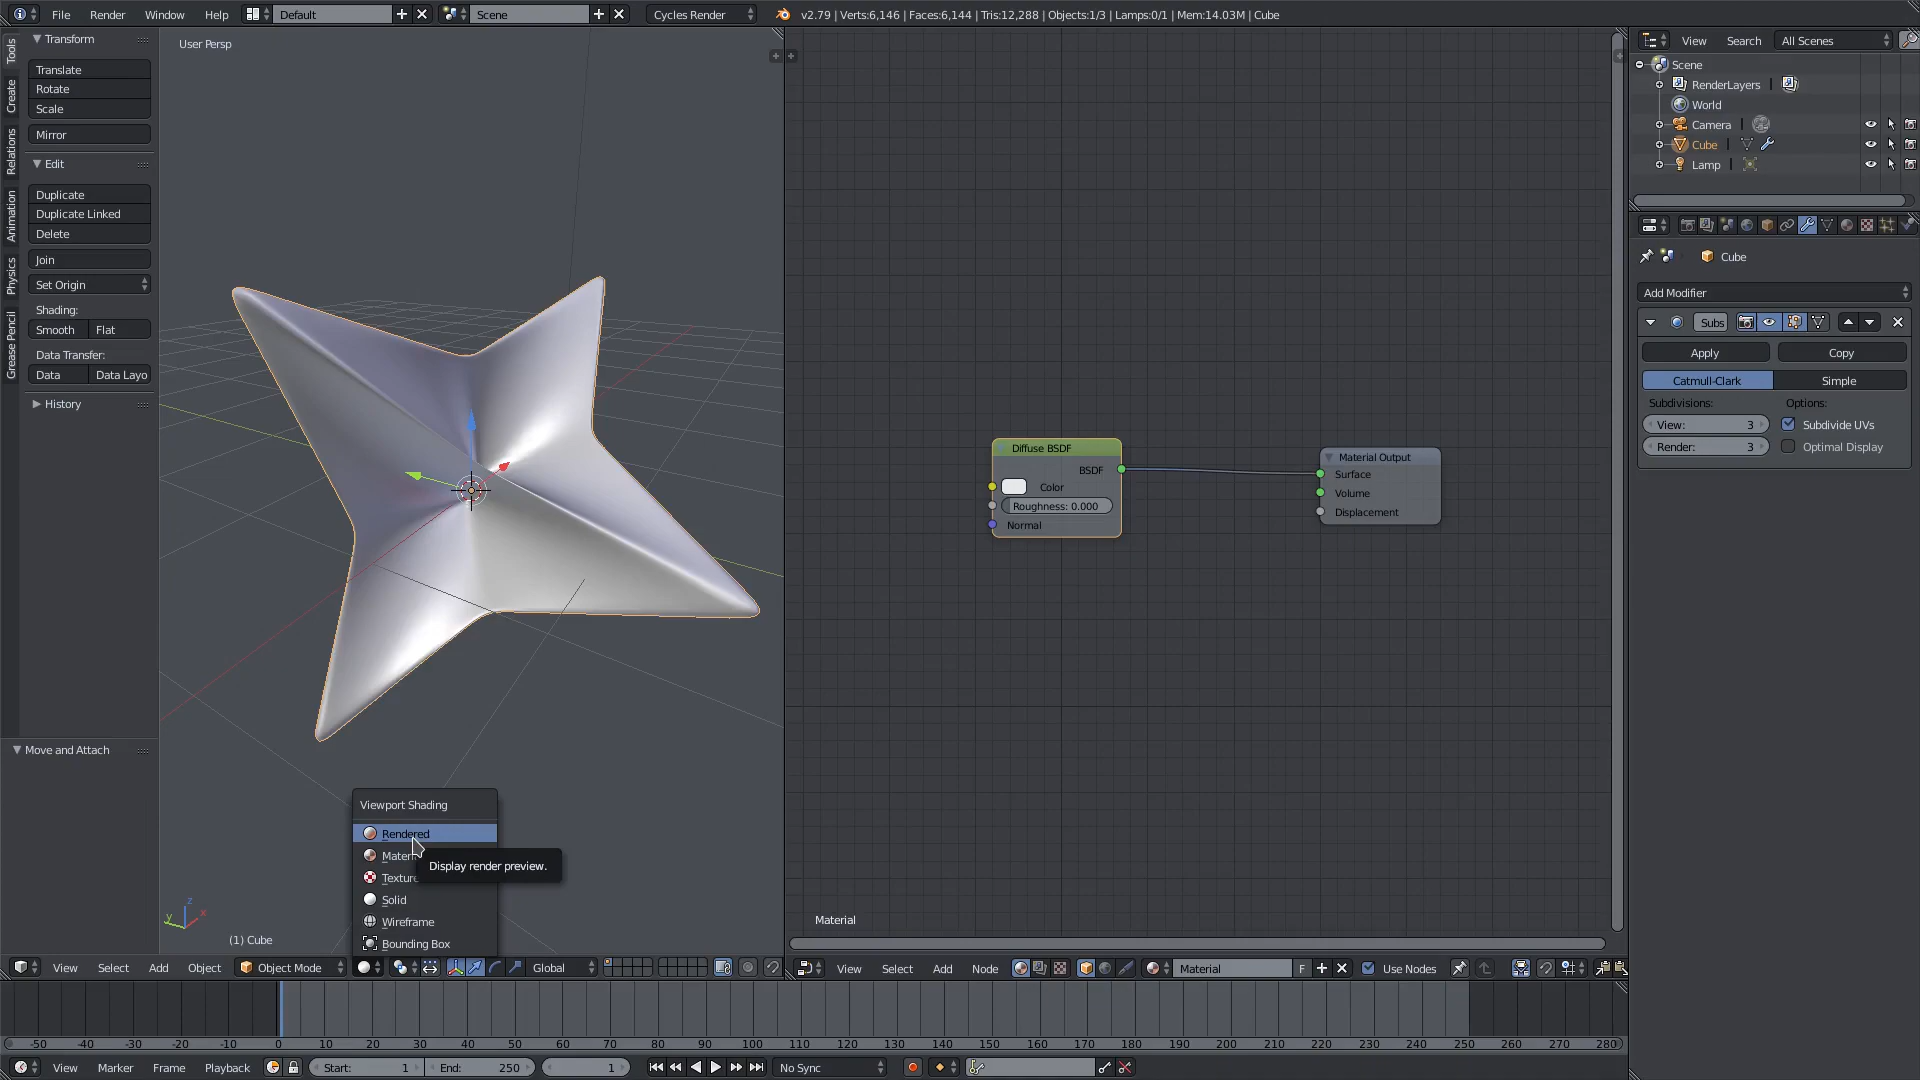 File Render Window Help Default Scene Cycles Render v2.79 | Verts:6,146 | Faces:6,144 | Tris:12,288 | Objects:1/3 | Lamps:0/1 | Mem:14.03M | Cube
Tools
Create
Relations
Animation
Physics
Grease Pencil
Transform
Translate
Rotate
Scale
Mirror
Edit
Duplicate
Duplicate Linked
Delete
Join
Set Origin
Shading:
Smooth Flat
Data Transfer:
Data Data Layo
History
Move and Attach
User Persp
Viewport Shading
Rendered
Mater
Display render preview.
Texture
Solid
Wireframe
Bounding Box
z
y x
(1) Cube
View Select Add Object Object Mode Global
Diffuse BSDF
BSDF
Color
Roughness: 0.000
Normal
Material Output
Surface
Volume
Displacement
Material
View Select Add Node Material F Use Nodes
View Search All Scenes
Scene
RenderLayers |
World
Camera |
Cube |
Lamp |
Cube
Add Modifier
Subs
Apply Copy
Catmull-Clark Simple
Subdivisions: Options:
View: 3 Subdivide UVs
Render: 3 Optimal Display
-50 -40 -30 -20 -10 0 10 20 30 40 50 60 70 80 90 100 110 120 130 140 150 160 170 180 190 200 210 220 230 240 250 260 270 280
View Marker Frame Playback Start: 1 End: 250 1 No Sync